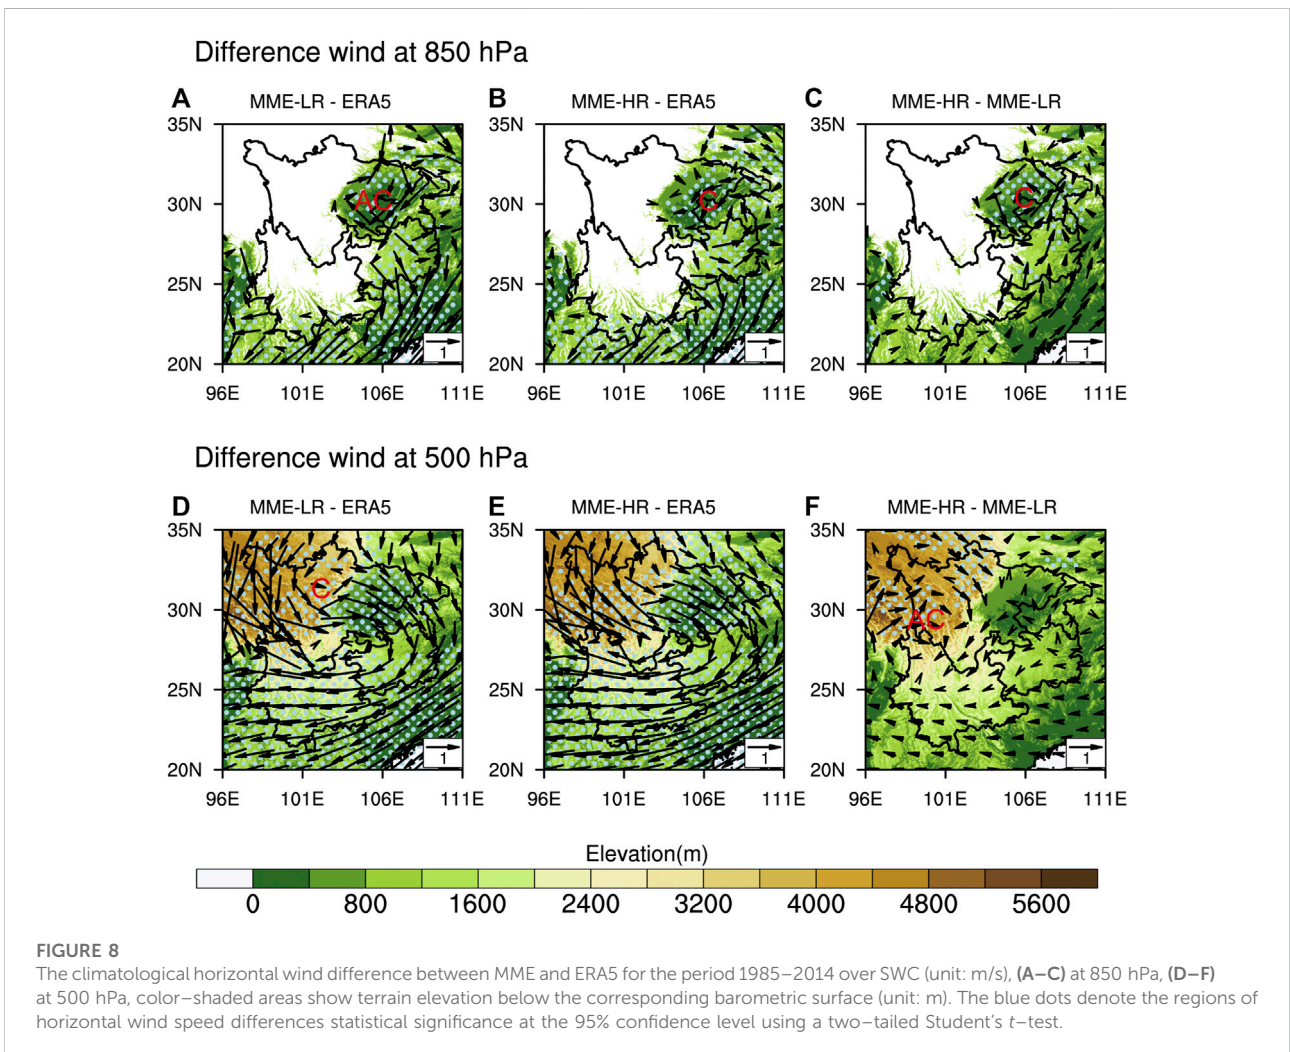 Difference wind at 850 hPa
A MME-LR - ERA5
B MME-HR - ERA5
C MME-HR - MME-LR
35N
30N
25N
20N
AC
1
96E 101E 106E 111E
35N
30N
25N
20N
C
1
96E 101E 106E 111E
35N
30N
25N
20N
C
1
96E 101E 106E 111E
Difference wind at 500 hPa
D MME-LR - ERA5
E MME-HR - ERA5
F MME-HR - MME-LR
35N
30N
25N
20N
C
1
96E 101E 106E 111E
35N
30N
25N
20N
1
96E 101E 106E 111E
35N
30N
25N
20N
AC
1
96E 101E 106E 111E
Elevation(m)
0 800 1600 2400 3200 4000 4800 5600
FIGURE 8
The climatological horizontal wind difference between MME and ERA5 for the period 1985–2014 over SWC (unit: m/s), (A–C) at 850 hPa, (D–F)
at 500 hPa, color–shaded areas show terrain elevation below the corresponding barometric surface (unit: m). The blue dots denote the regions of
horizontal wind speed differences statistical significance at the 95% confidence level using a two–tailed Student's t–test.